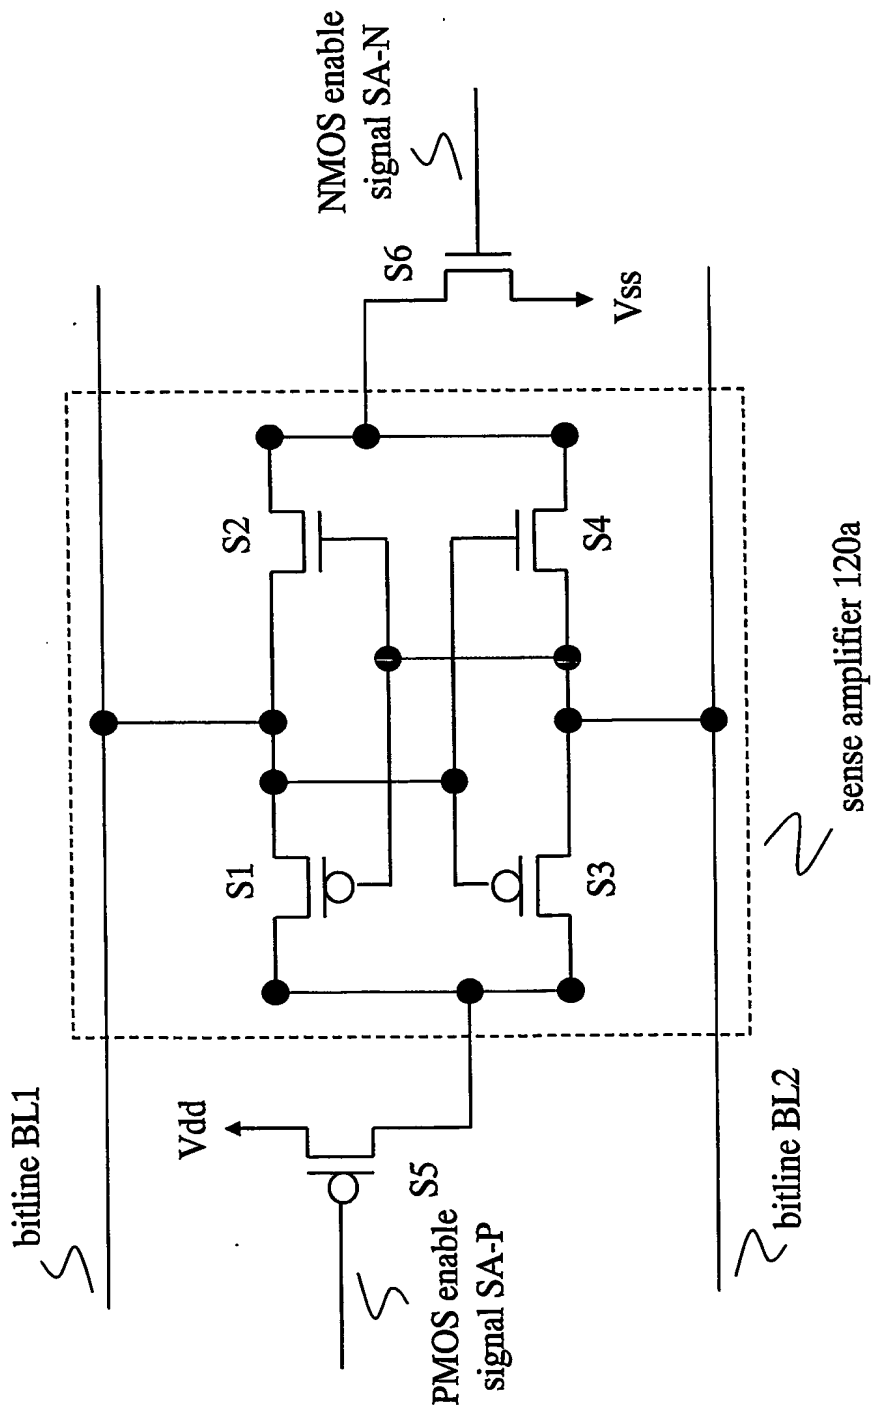 NMOS enable
signal SA-N
S6
Vss
S2
S4
sense amplifier 120a
S1
S3
bitline BL1
Vdd
S5
PMOS enable
signal SA-P
bitline BL2